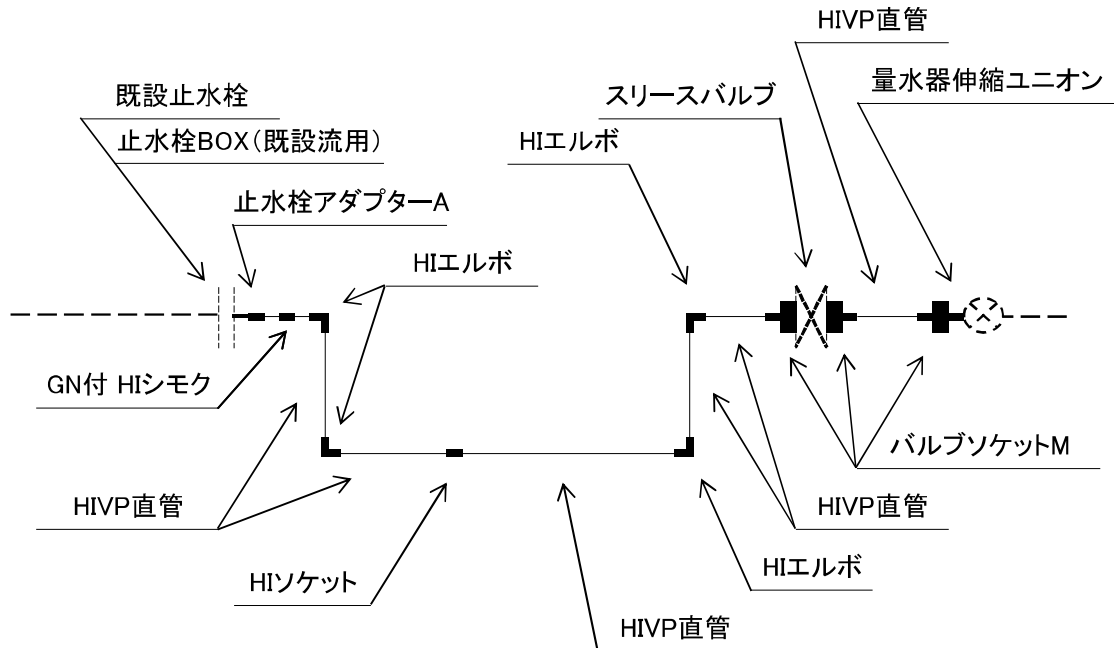 HIVP直管
既設止水栓
スリースバルブ
量水器伸縮ユニオン
止水栓BOX(既設流用)
HIエルボ
止水栓アダプターA
HIエルボ
GN付 HIシモク
バルブソケットM
HIVP直管
HIVP直管
HIソケット
HIエルボ
HIVP直管